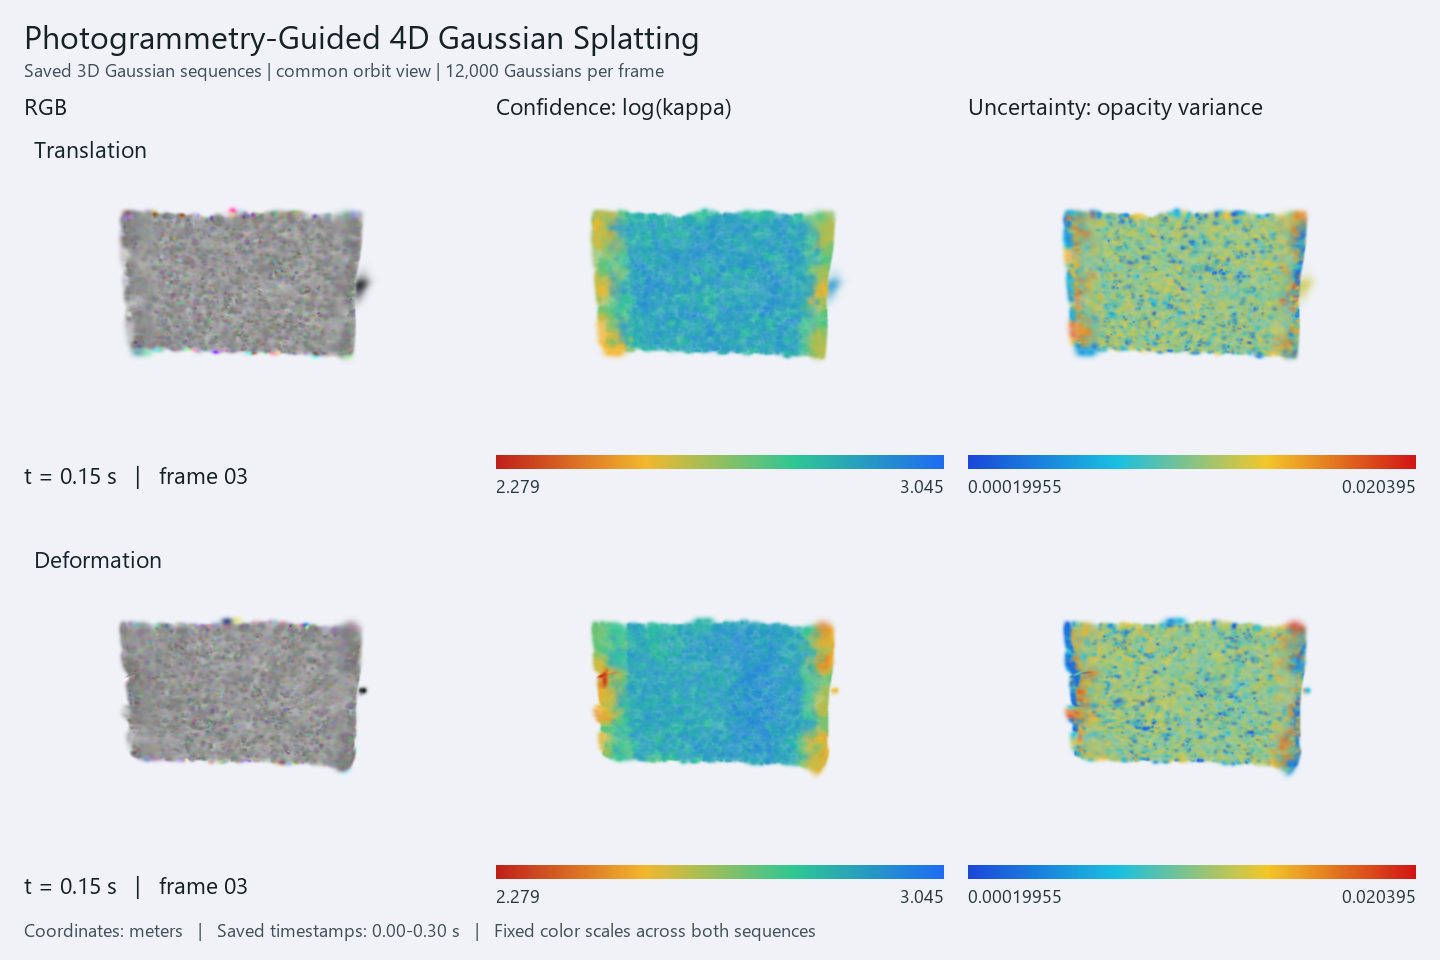 Photogrammetry-Guided 4D Gaussian Splatting
Saved 3D Gaussian sequences | common orbit view | 12,000 Gaussians per frame
RGB
Confidence: log(kappa)
Uncertainty: opacity variance
Translation
t = 0.15 s | frame 03
2.279
3.045
0.00019955
0.020395
Deformation
t = 0.15 s | frame 03
2.279
3.045
0.00019955
0.020395
Coordinates: meters | Saved timestamps: 0.00-0.30 s | Fixed color scales across both sequences